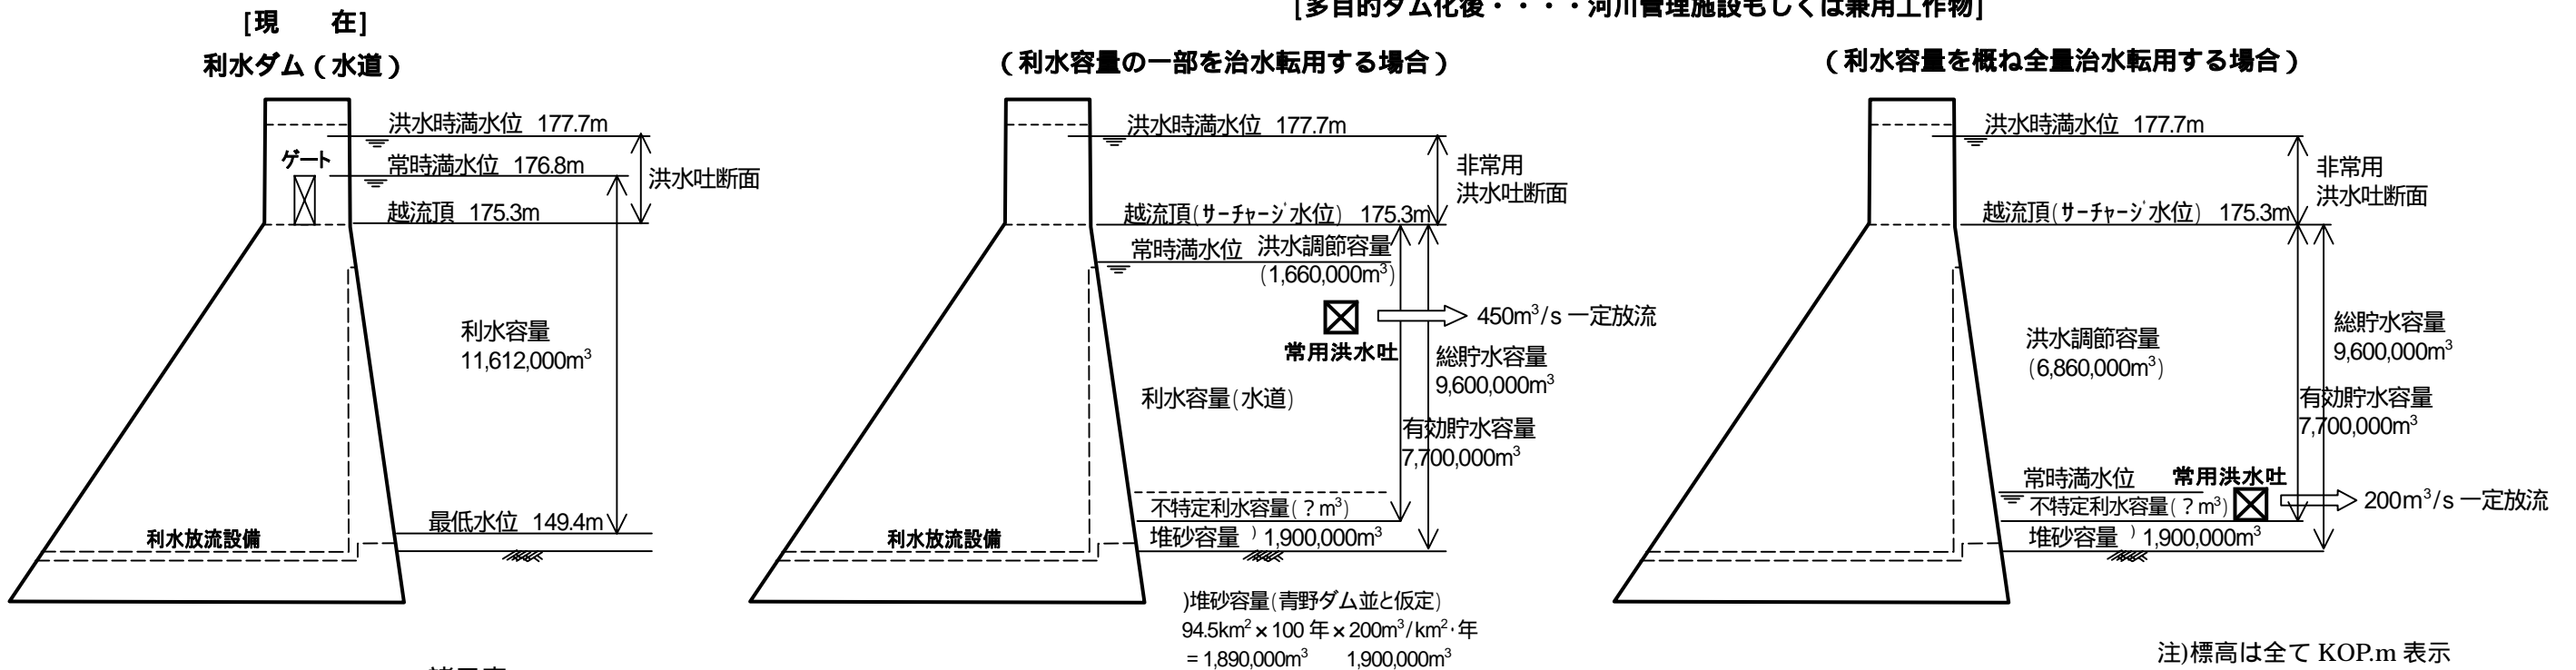 [現　在]
利水ダム（水道）
洪水時満水位 177.7m
ゲート
常時満水位 176.8m
洪水吐断面
越流頂 175.3m
利水容量
11,612,000m³
最低水位 149.4m
利水放流設備
[多目的ダム化後・・・・河川管理施設もしくは兼用工作物]
（利水容量の一部を治水転用する場合）
洪水時満水位 177.7m
非常用
洪水吐断面
越流頂(サーチャージ水位) 175.3m
常時満水位
洪水調節容量
(1,660,000m³)
450m³/s 一定放流
常用洪水吐
総貯水容量
9,600,000m³
利水容量(水道)
有効貯水容量
7,700,000m³
不特定利水容量(？m³)
利水放流設備
堆砂容量 ) 1,900,000m³
)堆砂容量(青野ダム並と仮定)
94.5km²×100 年×200m³/km²･年
= 1,890,000m³　1,900,000m³
（利水容量を概ね全量治水転用する場合）
洪水時満水位 177.7m
非常用
洪水吐断面
越流頂(サーチャージ水位) 175.3m
洪水調節容量
(6,860,000m³)
総貯水容量
9,600,000m³
有効貯水容量
7,700,000m³
常時満水位
常用洪水吐
不特定利水容量(？m³)
200m³/s 一定放流
堆砂容量 ) 1,900,000m³
注)標高は全て KOP.m 表示